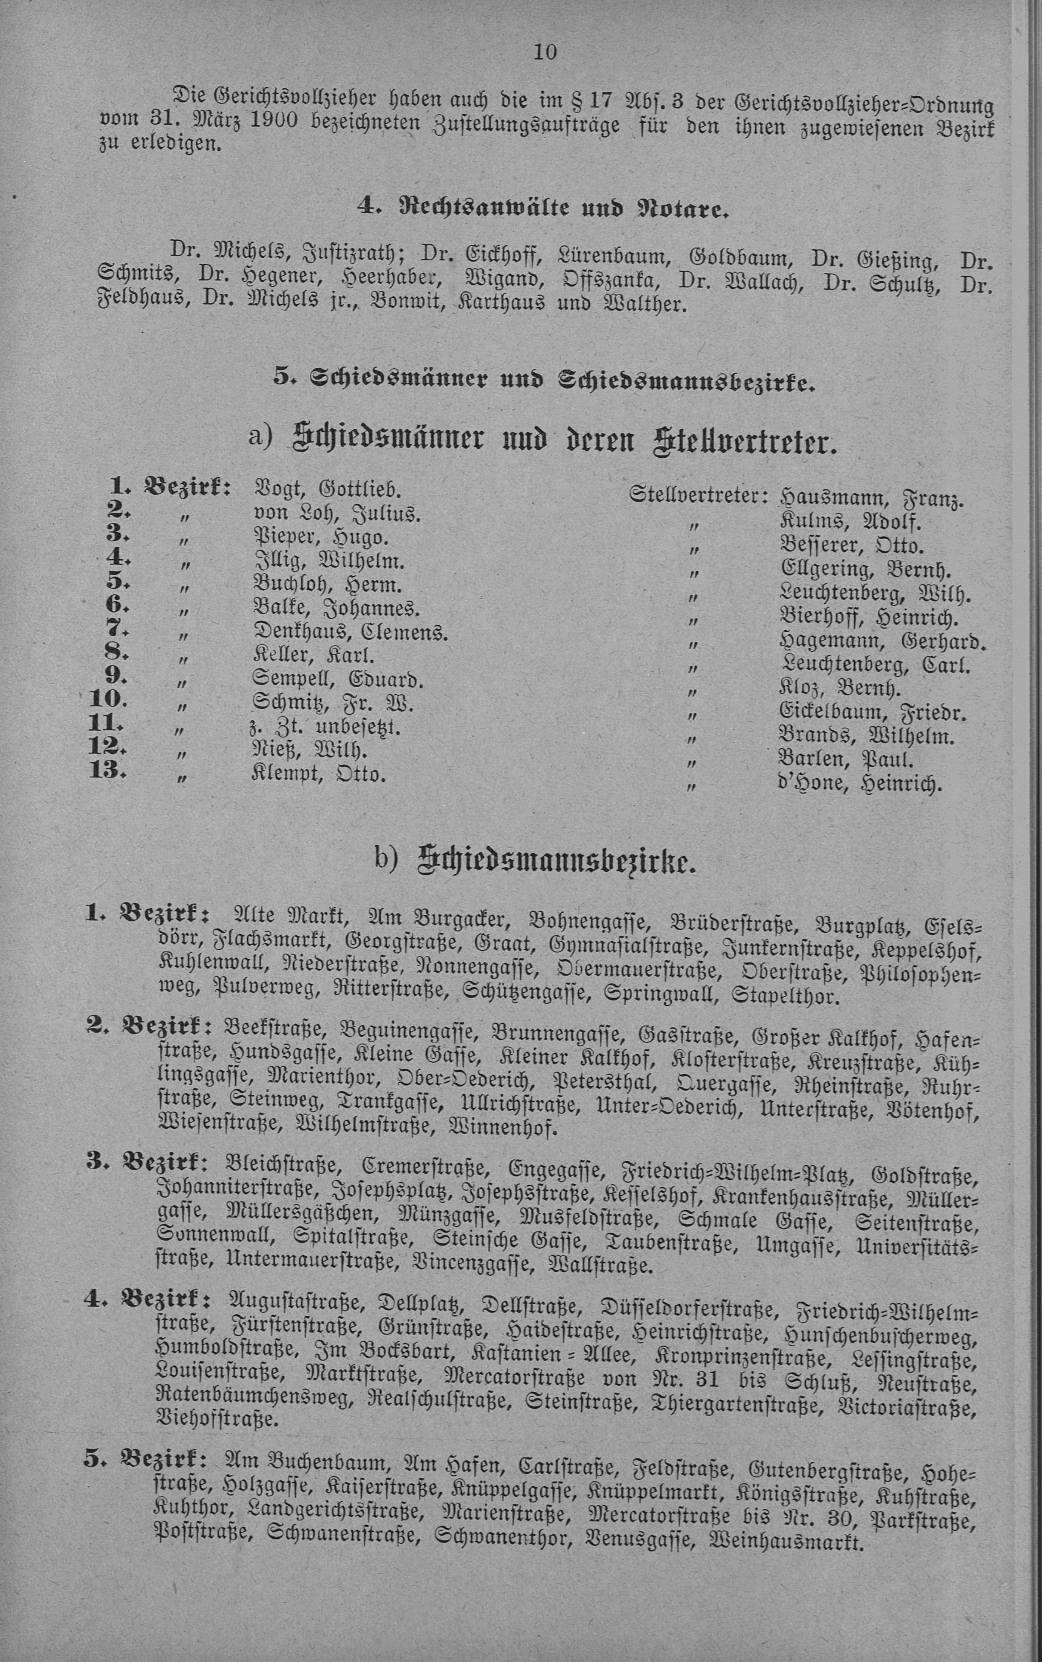 10
Die Gerichtsvollzieher haben auch die im § 17 Abs. 3 der Gerichtsvollzieher-Ordnung
vom 31. März 1900 bezeichneten Zustellungsaufträge für den ihnen zugewiesenen Bezirk
zu erledigen.
4. Rechtsanwälte und Notare.
Dr. Michels, Justizrath; Dr. Eickhoff, Lürenbaum, Goldbaum, Dr. Gießing, Dr.
Schmits, Dr. Hegener, Heerhaber, Wigand, Offszanka, Dr. Wallach, Dr. Schultz, Dr.
Feldhaus, Dr. Michels jr., Bonwit, Karthaus und Walther.
5. Schiedsmänner und Schiedsmannsbezirke.
a) Schiedsmänner und deren Stellvertreter.
1. Bezirk: Vogt, Gottlieb. Stellvertreter: Hausmann, Franz.
2. „ von Loh, Julius. „ Kulms, Adolf.
3. „ Pieper, Hugo. „ Besserer, Otto.
4. „ Illig, Wilhelm. „ Ellgering, Bernh.
5. „ Buchloh, Herm. „ Leuchtenberg, Wilh.
6. „ Balke, Johannes. „ Bierhoff, Heinrich.
7. „ Denkhaus, Clemens. „ Hagemann, Gerhard.
8. „ Keller, Karl. „ Leuchtenberg, Carl.
9. „ Sempell, Eduard. „ Kloz, Bernh.
10. „ Schmitz, Fr. W. „ Eickelbaum, Friedr.
11. „ z. Zt. unbesetzt. „ Brands, Wilhelm.
12. „ Nieß, Wilh. „ Barlen, Paul.
13. „ Klempt, Otto. „ d'Hone, Heinrich.
b) Schiedsmannsbezirke.
1. Bezirk: Alte Markt, Am Burgacker, Bohnengasse, Brüderstraße, Burgplatz, Esels-
dörr, Flachsmarkt, Georgstraße, Graat, Gymnasialstraße, Junkernstraße, Keppelshof,
Kuhlenwall, Niederstraße, Nonnengasse, Obermauerstraße, Oberstraße, Philosophen-
weg, Pulverweg, Ritterstraße, Schützengasse, Springwall, Stapelthor.
2. Bezirk: Beekstraße, Beguinengasse, Brunnengasse, Gasstraße, Großer Kalkhof, Hafen-
straße, Hundsgasse, Kleine Gasse, Kleiner Kalkhof, Klosterstraße, Kreuzstraße, Küh-
lingsgasse, Marienthor, Ober-Oederich, Petersthal, Quergasse, Rheinstraße, Ruhr-
straße, Steinweg, Trankgasse, Ullrichstraße, Unter-Oederich, Unterstraße, Vötenhof,
Wiesenstraße, Wilhelmstraße, Winnenhof.
3. Bezirk: Bleichstraße, Cremerstraße, Engegasse, Friedrich-Wilhelm-Platz, Goldstraße,
Johanniterstraße, Josephsplatz, Josephsstraße, Kesselshof, Krankenhausstraße, Müller-
gasse, Müllersgäßchen, Münzgasse, Musfeldstraße, Schmale Gasse, Seitenstraße,
Sonnenwall, Spitalstraße, Steinsche Gasse, Taubenstraße, Umgasse, Universitäts-
straße, Untermauerstraße, Vincenzgasse, Wallstraße.
4. Bezirk: Augustastraße, Dellplatz, Dellstraße, Düsseldorferstraße, Friedrich-Wilhelm-
straße, Fürstenstraße, Grünstraße, Haidestraße, Heinrichstraße, Hunschenbuscherweg,
Humboldstraße, Im Bocksbart, Kastanien-Allee, Kronprinzenstraße, Lessingstraße,
Louisenstraße, Marktstraße, Mercatorstraße von Nr. 31 bis Schluß, Neustraße,
Ratenbäumchensweg, Realschulstraße, Steinstraße, Thiergartenstraße, Victoriastraße,
Viehofstraße.
5. Bezirk: Am Buchenbaum, Am Hafen, Carlstraße, Feldstraße, Gutenbergstraße, Hohe-
straße, Holzgasse, Kaiserstraße, Knüppelgasse, Knüppelmarkt, Königsstraße, Kuhstraße,
Kuhthor, Landgerichtsstraße, Marienstraße, Mercatorstraße bis Nr. 30, Parkstraße,
Poststraße, Schwanenstraße, Schwanenthor, Venusgasse, Weinhausmarkt.